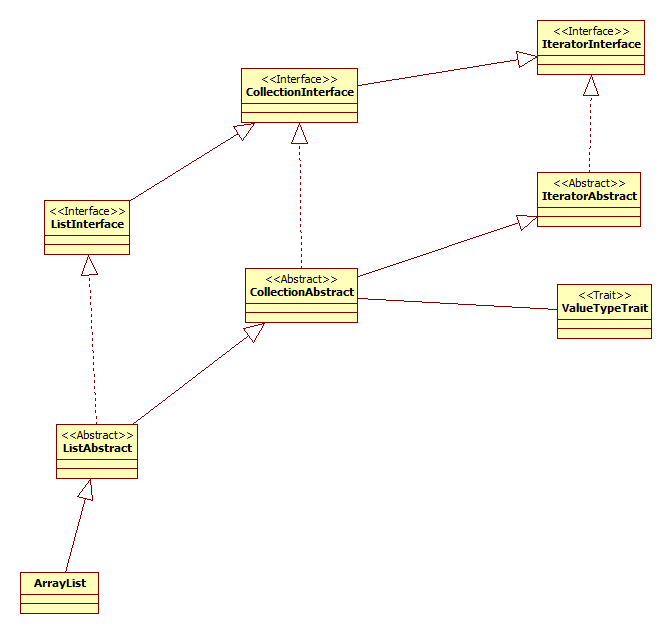 <<Interface>>
IteratorInterface
<<Interface>>
CollectionInterface
<<Abstract>>
IteratorAbstract
<<Interface>>
ListInterface
<<Abstract>>
CollectionAbstract
<<Trait>>
ValueTypeTrait
<<Abstract>>
ListAbstract
ArrayList